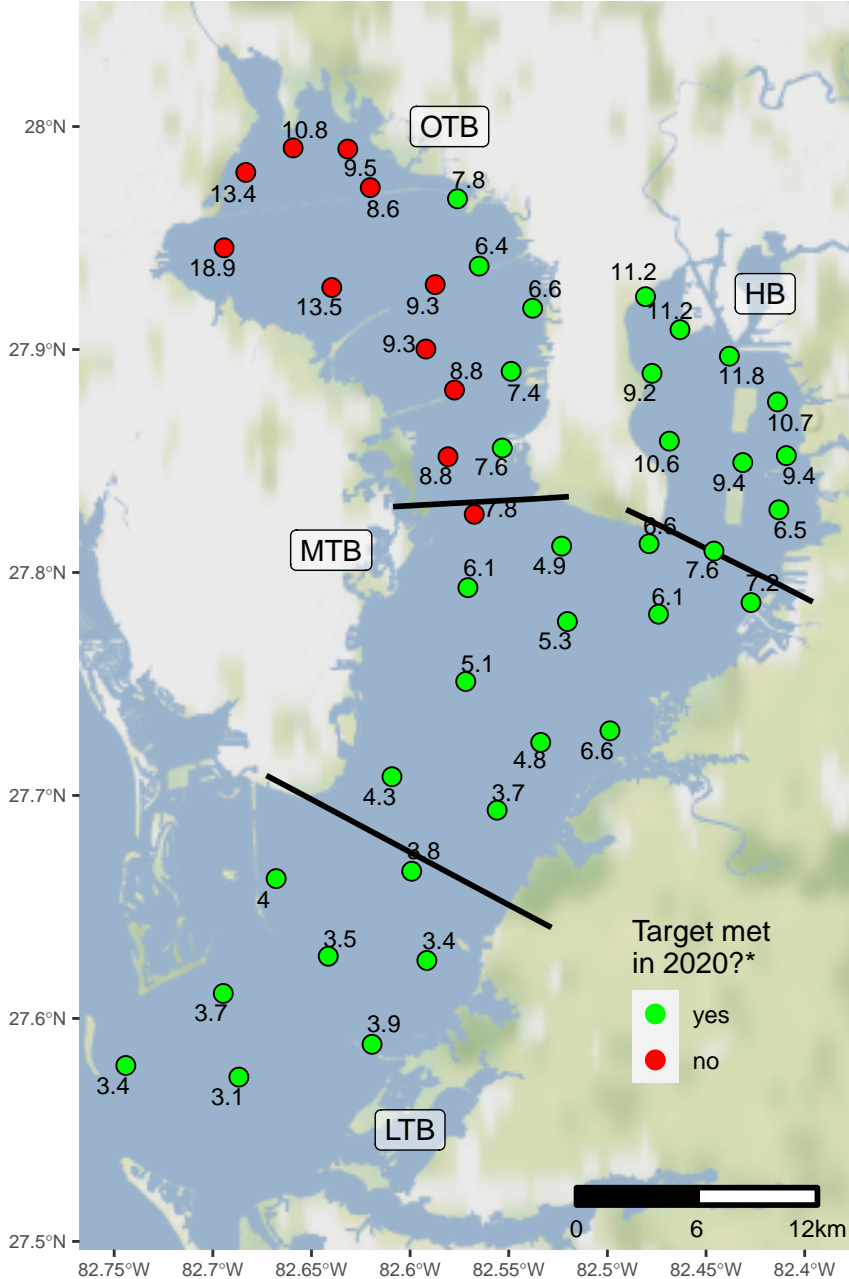 28°N
27.9°N
27.8°N
27.7°N
27.6°N
27.5°N
82.75°W
82.7°W
82.65°W
82.6°W
82.55°W
82.5°W
82.45°W
82.4°W
OTB
10.8
9.5
13.4
8.6
7.8
18.9
6.4
13.5
9.3
6.6
9.3
8.8
7.4
8.8
7.6
HB
11.2
11.2
11.8
9.2
10.7
10.6
9.4
9.4
6.5
MTB
7.8
4.9
6.6
7.6
7.2
6.1
6.1
5.3
5.1
4.8
6.6
4.3
3.7
3.8
4
3.5
3.4
3.7
3.9
3.4
3.1
LTB
Target met
in 2020?*
yes
no
0
6
12km